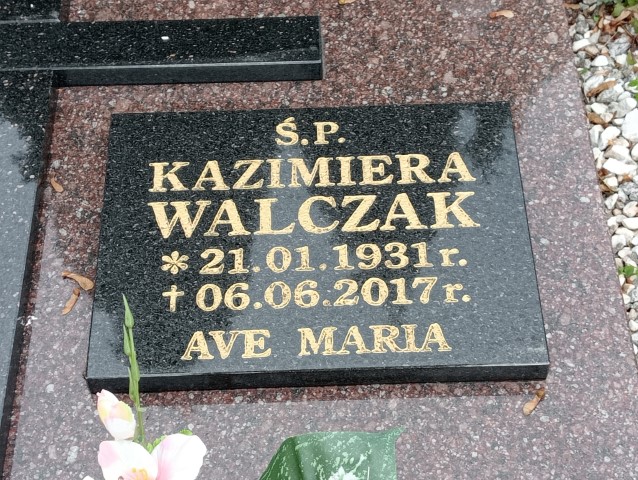 Ś.P.
KAZIMIERA
WALCZAK
* 21.01.1931 r.
† 06.06.2017 r.
AVE MARIA